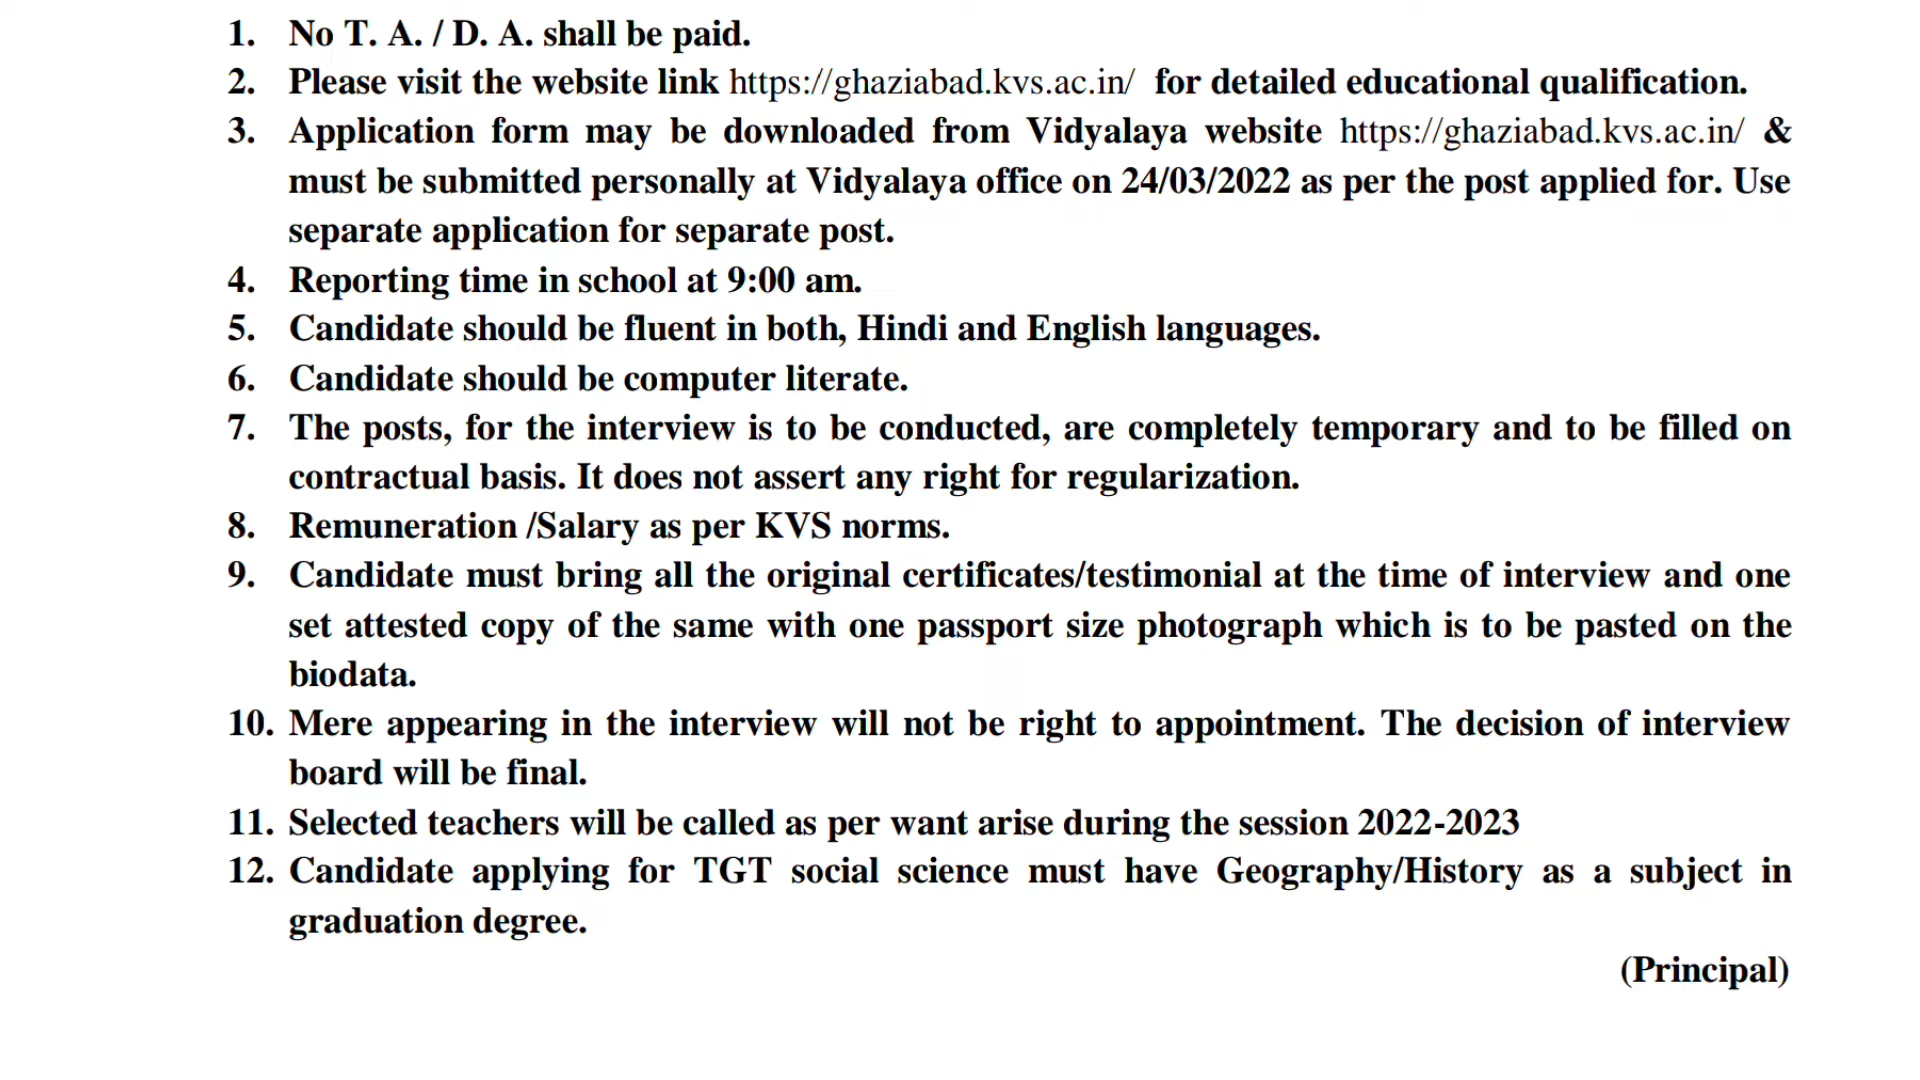 1. No T. A. / D. A. shall be paid.
2. Please visit the website link https://ghaziabad.kvs.ac.in/ for detailed educational qualification.
3. Application form may be downloaded from Vidyalaya website https://ghaziabad.kvs.ac.in/ &
must be submitted personally at Vidyalaya office on 24/03/2022 as per the post applied for. Use
separate application for separate post.
4. Reporting time in school at 9:00 am.
5. Candidate should be fluent in both, Hindi and English languages.
6. Candidate should be computer literate.
7. The posts, for the interview is to be conducted, are completely temporary and to be filled on
contractual basis. It does not assert any right for regularization.
8. Remuneration /Salary as per KVS norms.
9. Candidate must bring all the original certificates/testimonial at the time of interview and one
set attested copy of the same with one passport size photograph which is to be pasted on the
biodata.
10. Mere appearing in the interview will not be right to appointment. The decision of interview
board will be final.
11. Selected teachers will be called as per want arise during the session 2022-2023
12. Candidate applying for TGT social science must have Geography/History as a subject in
graduation degree.
(Principal)